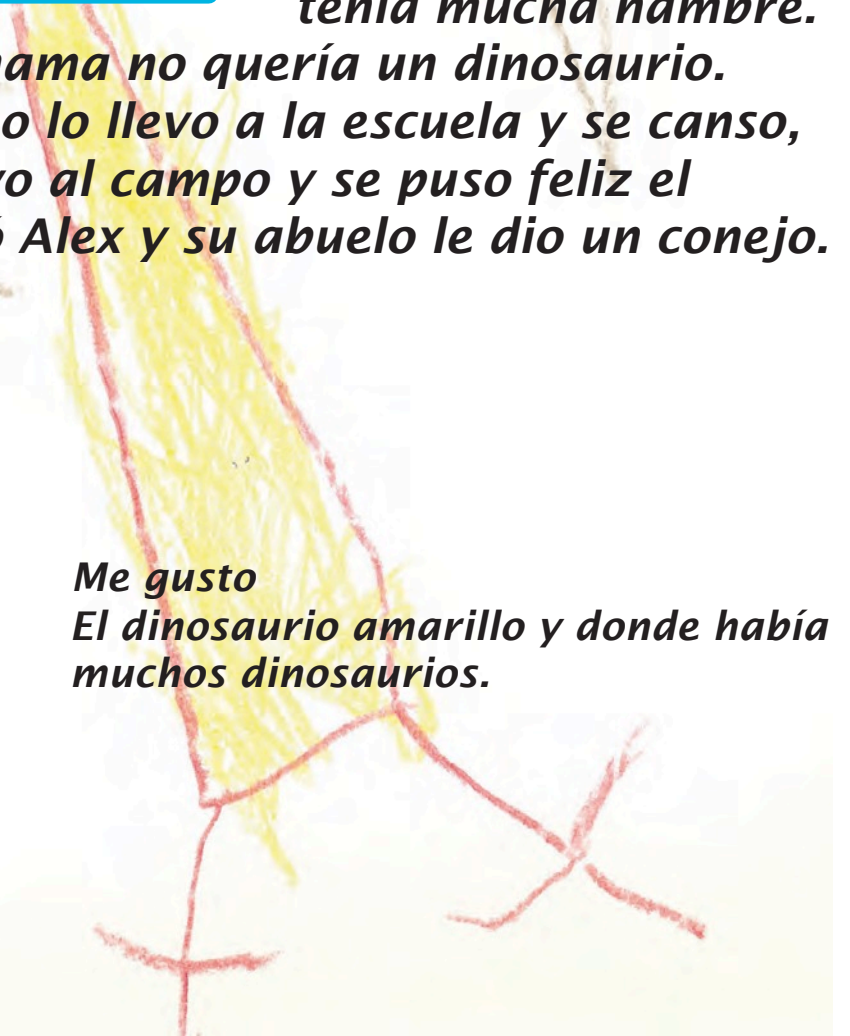 tenía mucha hambre.
no quería un dinosaurio.
lo llevo a la escuela y se canso,
al campo y se puso feliz el
Alex y su abuelo le dio un conejo.
Me gusto
El dinosaurio amarillo y donde había
muchos dinosaurios.